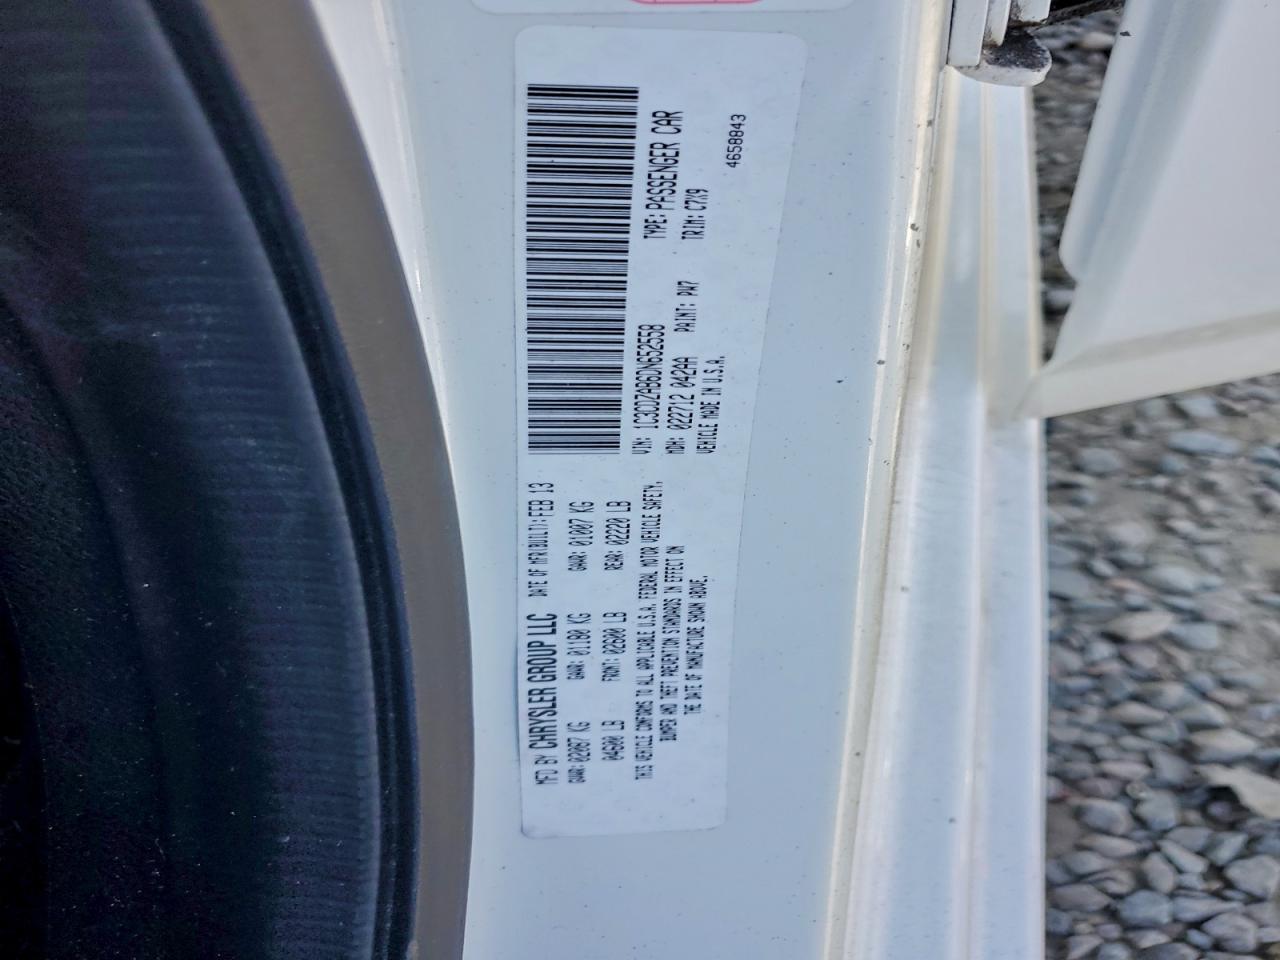 MFD BY CHRYSLER GROUP LLC DATE OF MFR(BUILT): FEB 13
GVWR: 02087 KG GAWR: 01180 KG GAWR: 01007 KG
04600 LB FRONT: 02600 LB REAR: 02220 LB
THIS VEHICLE CONFORMS TO ALL APPLICABLE U.S.A. FEDERAL MOTOR VEHICLE SAFETY,
BUMPER AND THEFT PREVENTION STANDARDS IN EFFECT ON
THE DATE OF MANUFACTURE SHOWN ABOVE.
VIN: 1C3CDZAB6DN652558 TYPE: PASSENGER CAR
MDH: 022712 042AA PAINT: PW7 TRIM: C7X9
VEHICLE MADE IN U.S.A.
4658843